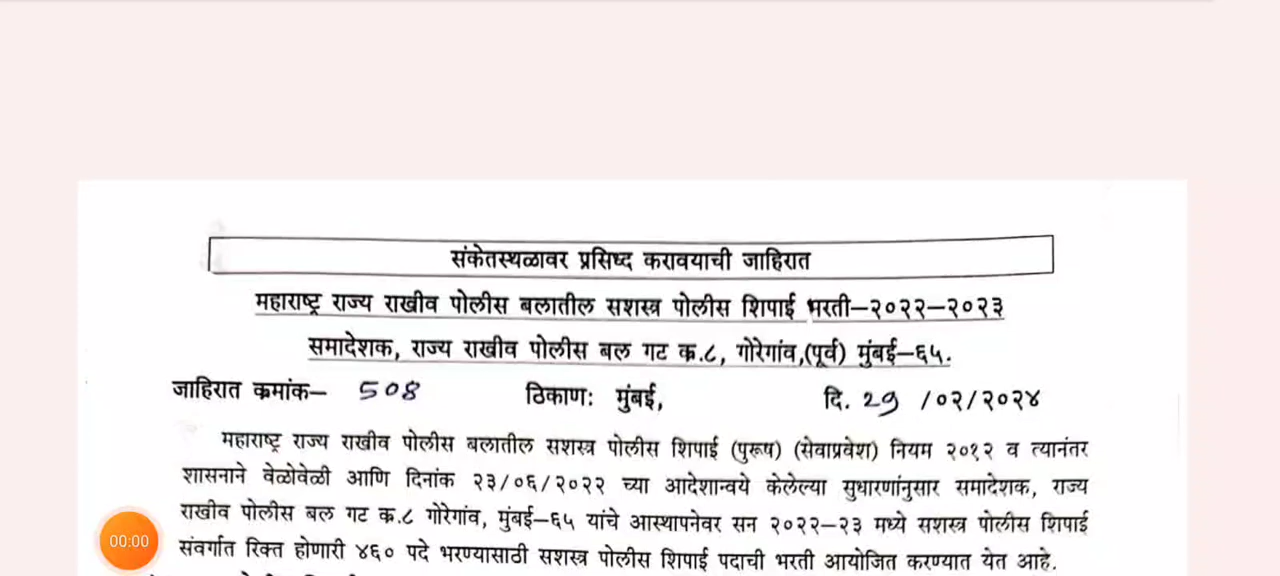 संकेतस्थळावर प्रसिध्द करावयाची जाहिरात
महाराष्ट्र राज्य राखीव पोलीस बलातील सशस्त्र पोलीस शिपाई भरती–२०२२–२०२३
समादेशक, राज्य राखीव पोलीस बल गट क्र.८, गोरेगांव,(पूर्व) मुंबई–६५.
जाहिरात क्रमांक– 508 ठिकाण: मुंबई, दि. 29 /०२/२०२४
महाराष्ट्र राज्य राखीव पोलीस बलातील सशस्त्र पोलीस शिपाई (पुरूष) (सेवाप्रवेश) नियम २०१२ व त्यानंतर
शासनाने वेळोवेळी आणि दिनांक २३/०६/२०२२ च्या आदेशान्वये केलेल्या सुधारणांनुसार समादेशक, राज्य
राखीव पोलीस बल गट क्र.८ गोरेगांव, मुंबई–६५ यांचे आस्थापनेवर सन २०२२–२३ मध्ये सशस्त्र पोलीस शिपाई
संवर्गात रिक्त होणारी ४६० पदे भरण्यासाठी सशस्त्र पोलीस शिपाई पदाची भरती आयोजित करण्यात येत आहे.
00:00